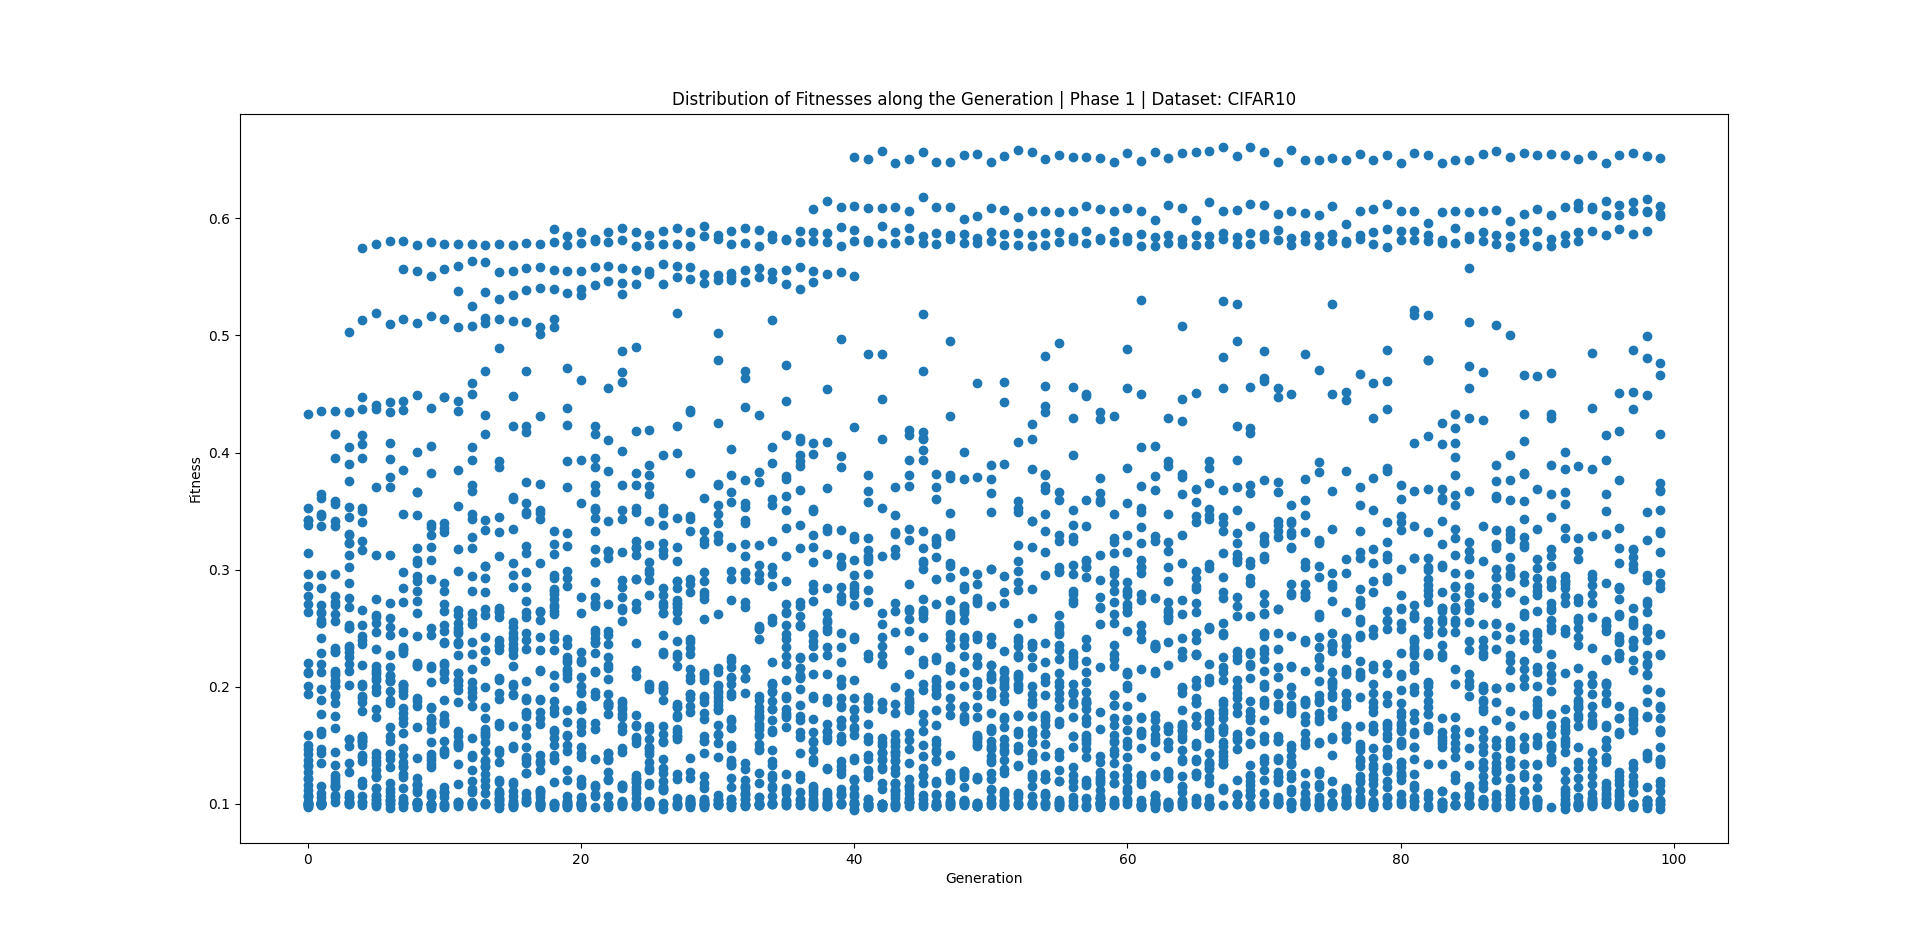 Distribution of Fitnesses along the Generation | Phase 1 | Dataset: CIFAR10
Fitness
0.6
0.5
0.4
0.3
0.2
0.1
0 20 40 60 80 100
Generation